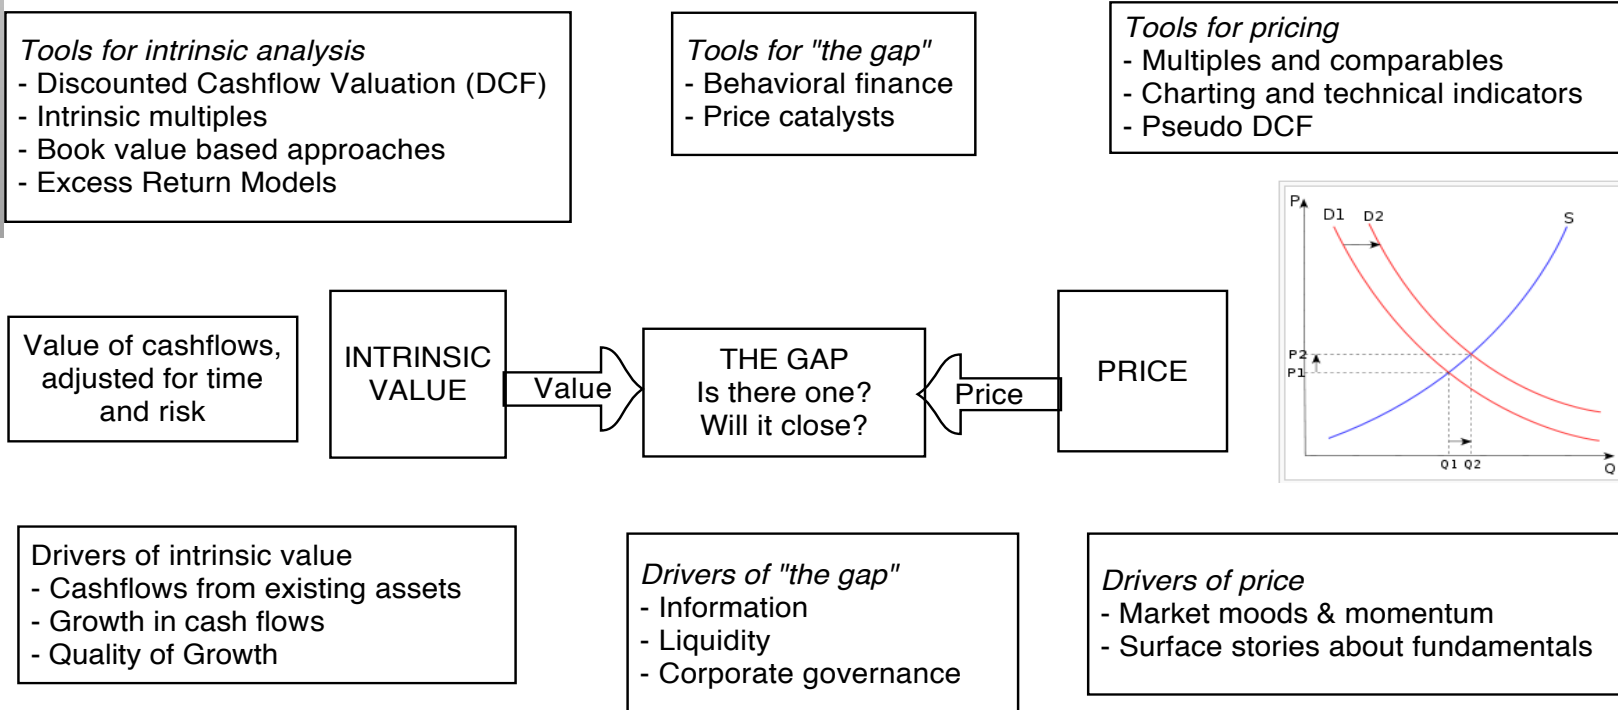 Tools for intrinsic analysis
- Discounted Cashflow Valuation (DCF)
- Intrinsic multiples
- Book value based approaches
- Excess Return Models
Tools for "the gap"
- Behavioral finance
- Price catalysts
Tools for pricing
- Multiples and comparables
- Charting and technical indicators
- Pseudo DCF
Value of cashflows,
adjusted for time
and risk
INTRINSIC
VALUE
Value
THE GAP
Is there one?
Will it close?
Price
PRICE
P
D1
D2
S
P2
P1
Q1
Q2
Q
Drivers of intrinsic value
- Cashflows from existing assets
- Growth in cash flows
- Quality of Growth
Drivers of "the gap"
- Information
- Liquidity
- Corporate governance
Drivers of price
- Market moods & momentum
- Surface stories about fundamentals